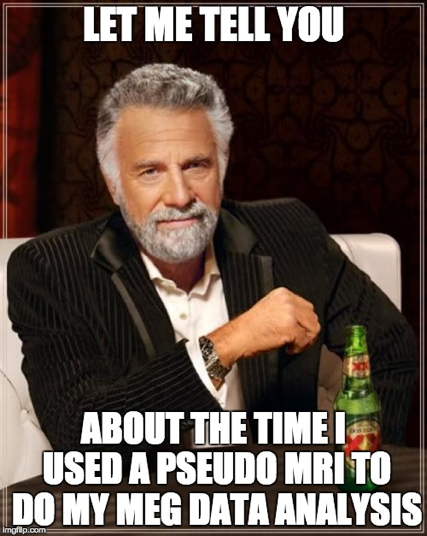 LET ME TELL YOU
ABOUT THE TIME I
USED A PSEUDO MRI TO
DO MY MEG DATA ANALYSIS
imgflip.com